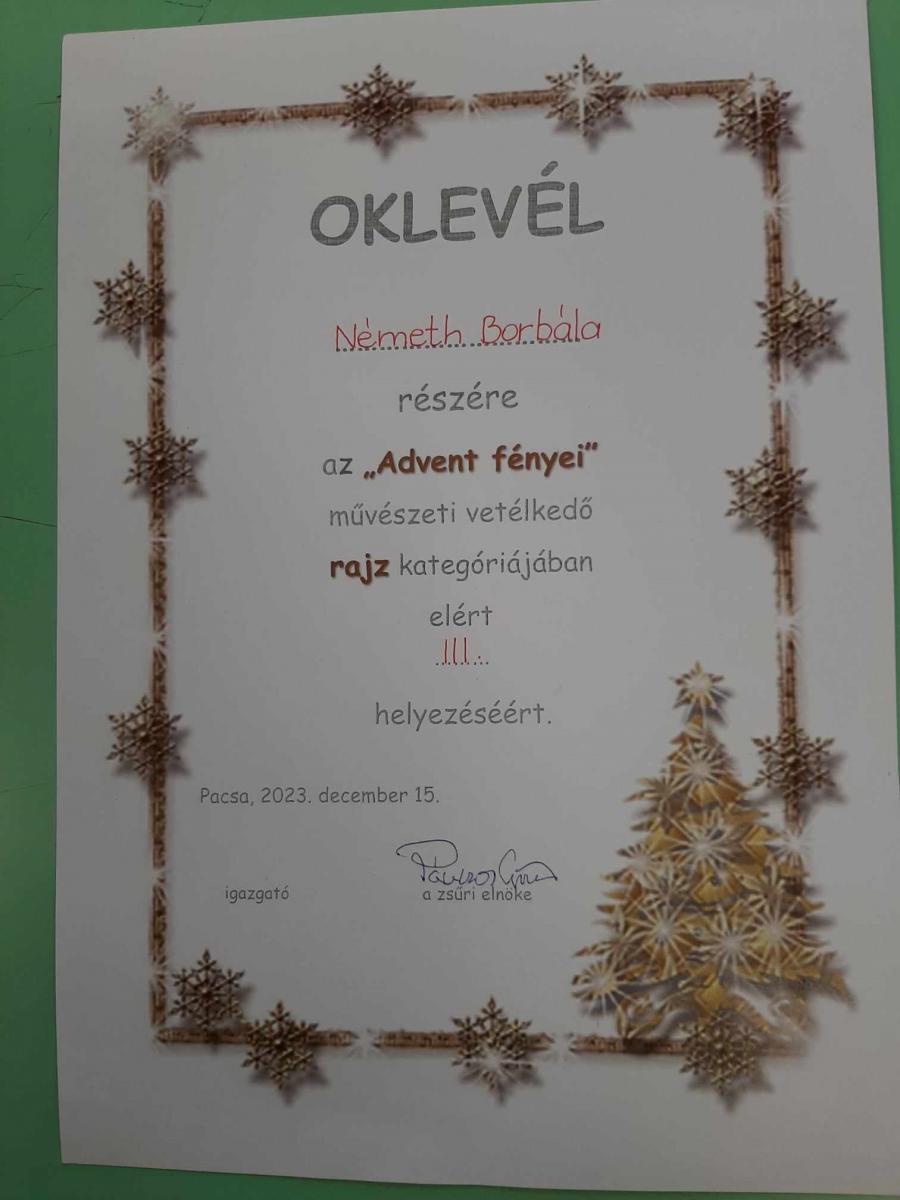 OKLEVÉL
Németh Borbála
részére
az „Advent fényei”
művészeti vetélkedő
rajz kategóriájában
elért
III.
helyezéséért.
Pacsa, 2023. december 15.
igazgató
a zsűri elnöke